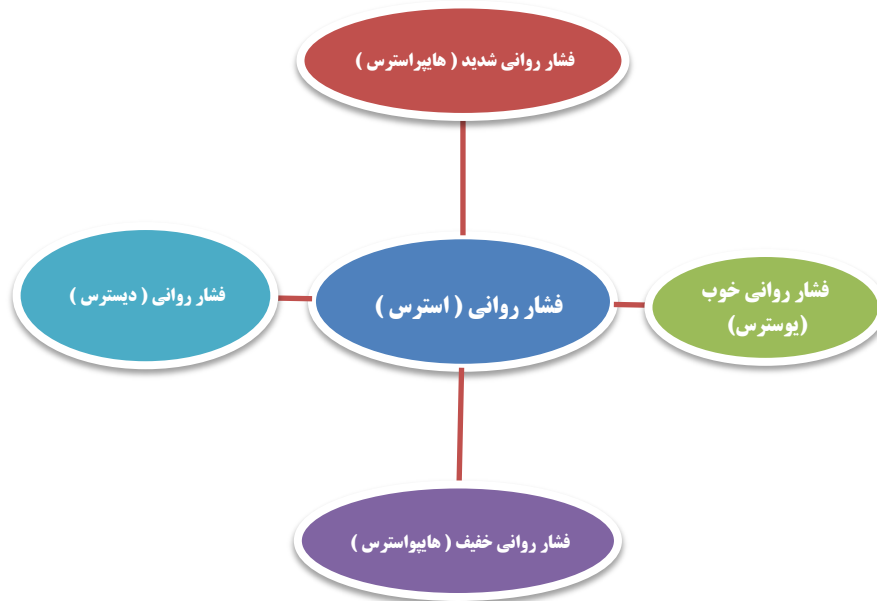 فشار روانی شدید ( هایپراسترس )
فشار روانی خوب
(یوسترس)
فشار روانی ( استرس )
فشار روانی ( دیسترس )
فشار روانی خفیف ( هایپواسترس )